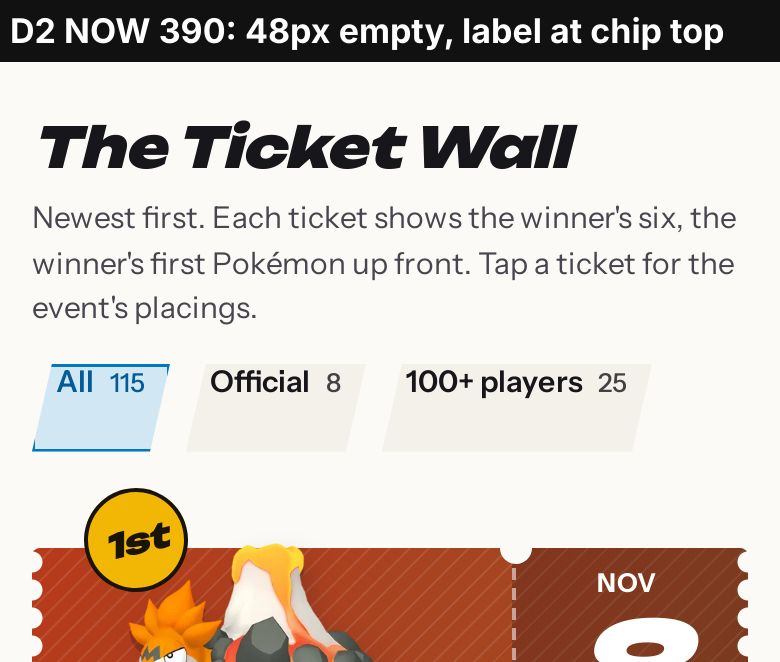 D2 NOW 390: 48px empty, label at chip top
The Ticket Wall
Newest first. Each ticket shows the winner's six, the
winner's first Pokémon up front. Tap a ticket for the
event's placings.
All 115 Official 8 100+ players 25
1st
NOV